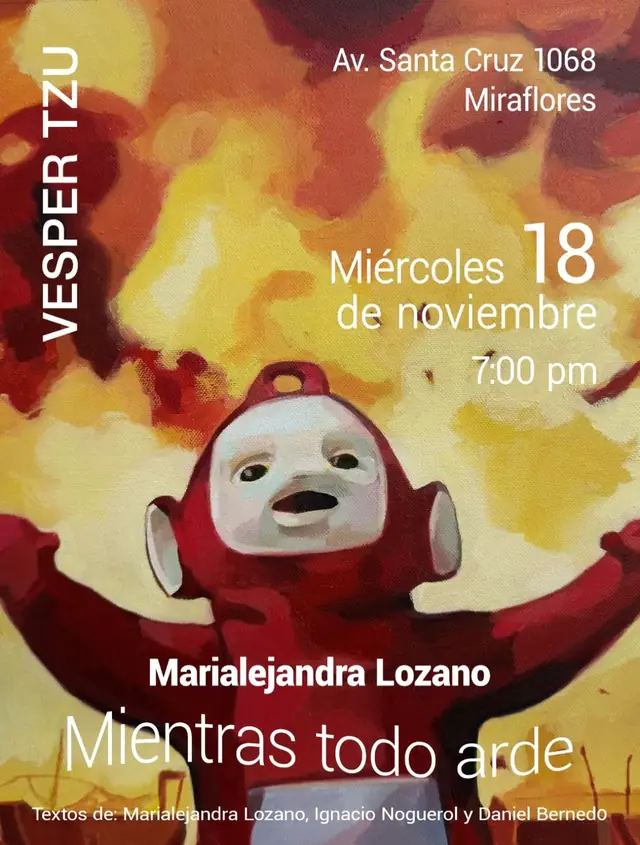 VESPER TZU
Av. Santa Cruz 1068
Miraflores
Miércoles 18
de noviembre
7:00 pm
Marialejandra Lozano
Mientras todo arde
Textos de: Marialejandra Lozano, Ignacio Noguerol y Daniel Bernedo